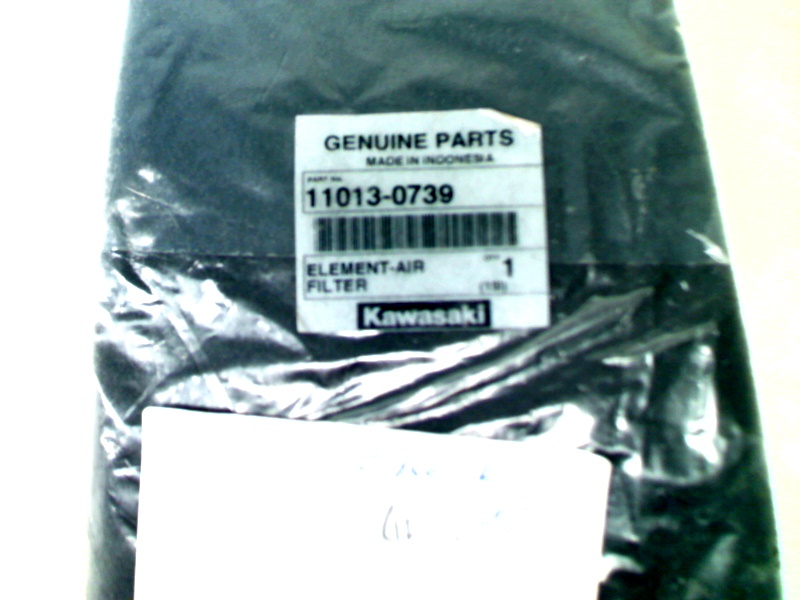 GENUINE PARTS
MADE IN INDONESIA
PART No.
11013-0739
ELEMENT-AIR
FILTER
1
Kawasaki